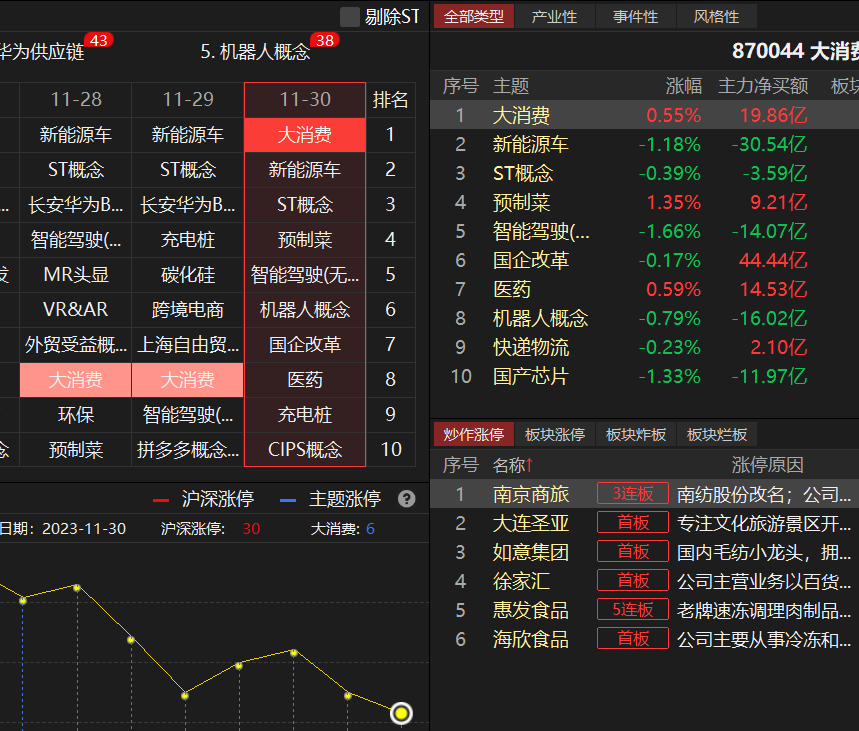 剔除ST
华为供应链 43
5. 机器人概念 38
11-28 11-29 11-30 排名
新能源车 新能源车 大消费 1
ST概念 ST概念 新能源车 2
... 长安华为B... 长安华为B... ST概念 3
智能驾驶(... 充电桩 预制菜 4
发 MR头显 碳化硅 智能驾驶(无... 5
VR&AR 跨境电商 机器人概念 6
外贸受益概... 上海自由贸... 国企改革 7
大消费 大消费 医药 8
环保 智能驾驶(... 充电桩 9
念 预制菜 拼多多概念... CIPS概念 10
沪深涨停 主题涨停 ?
日期: 2023-11-30 沪深涨停: 30 大消费: 6
全部类型 产业性 事件性 风格性
870044 大消费
序号 主题 涨幅 主力净买额 板块
1 大消费 0.55% 19.86亿
2 新能源车 -1.18% -30.54亿
3 ST概念 -0.39% -3.59亿
4 预制菜 1.35% 9.21亿
5 智能驾驶(... -1.66% -14.07亿
6 国企改革 -0.17% 44.44亿
7 医药 0.59% 14.53亿
8 机器人概念 -0.79% -16.02亿
9 快递物流 -0.23% 2.10亿
10 国产芯片 -1.33% -11.97亿
炒作涨停 板块涨停 板块炸板 板块烂板
序号 名称↑ 涨停原因
1 南京商旅 3连板 南纺股份改名；公司...
2 大连圣亚 首板 专注文化旅游景区开...
3 如意集团 首板 国内毛纺小龙头，拥...
4 徐家汇 首板 公司主营业务以百货...
5 惠发食品 5连板 老牌速冻调理肉制品...
6 海欣食品 首板 公司主要从事冷冻和...